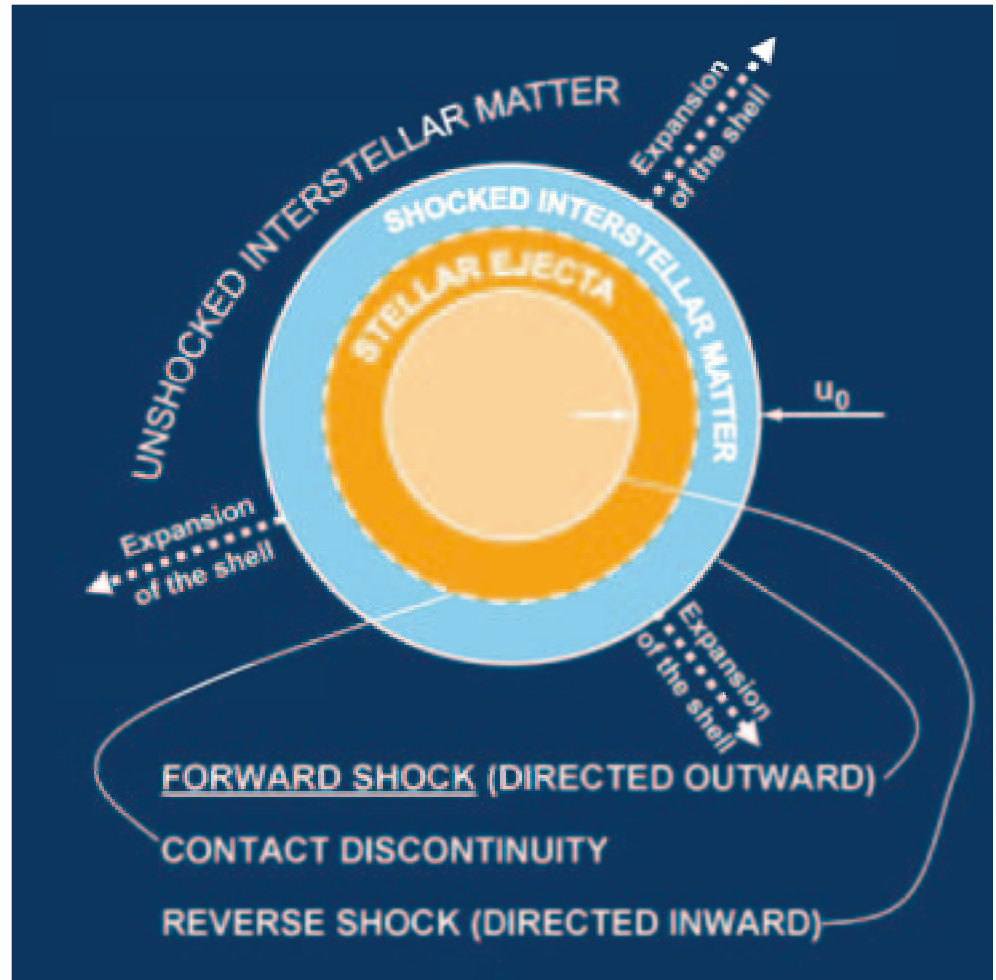 UNSHOCKED INTERSTELLAR MATTER
Expansion
of the shell
SHOCKED INTERSTELLAR MATTER
STELLAR EJECTA
u₀
Expansion
of the shell
Expansion
of the shell
FORWARD SHOCK (DIRECTED OUTWARD)
CONTACT DISCONTINUITY
REVERSE SHOCK (DIRECTED INWARD)